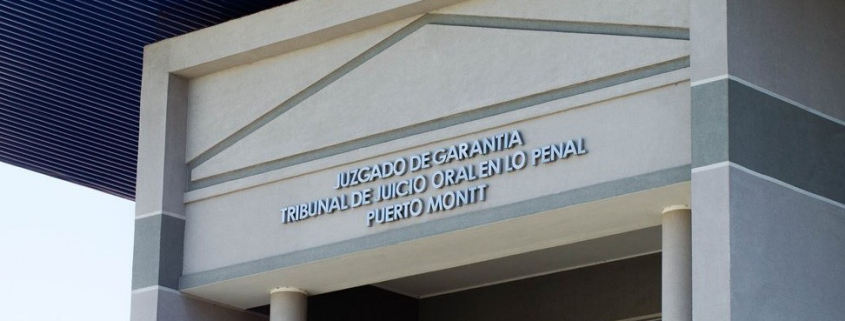 JUZGADO DE GARANTIA
TRIBUNAL DE JUICIO ORAL EN LO PENAL
PUERTO MONTT